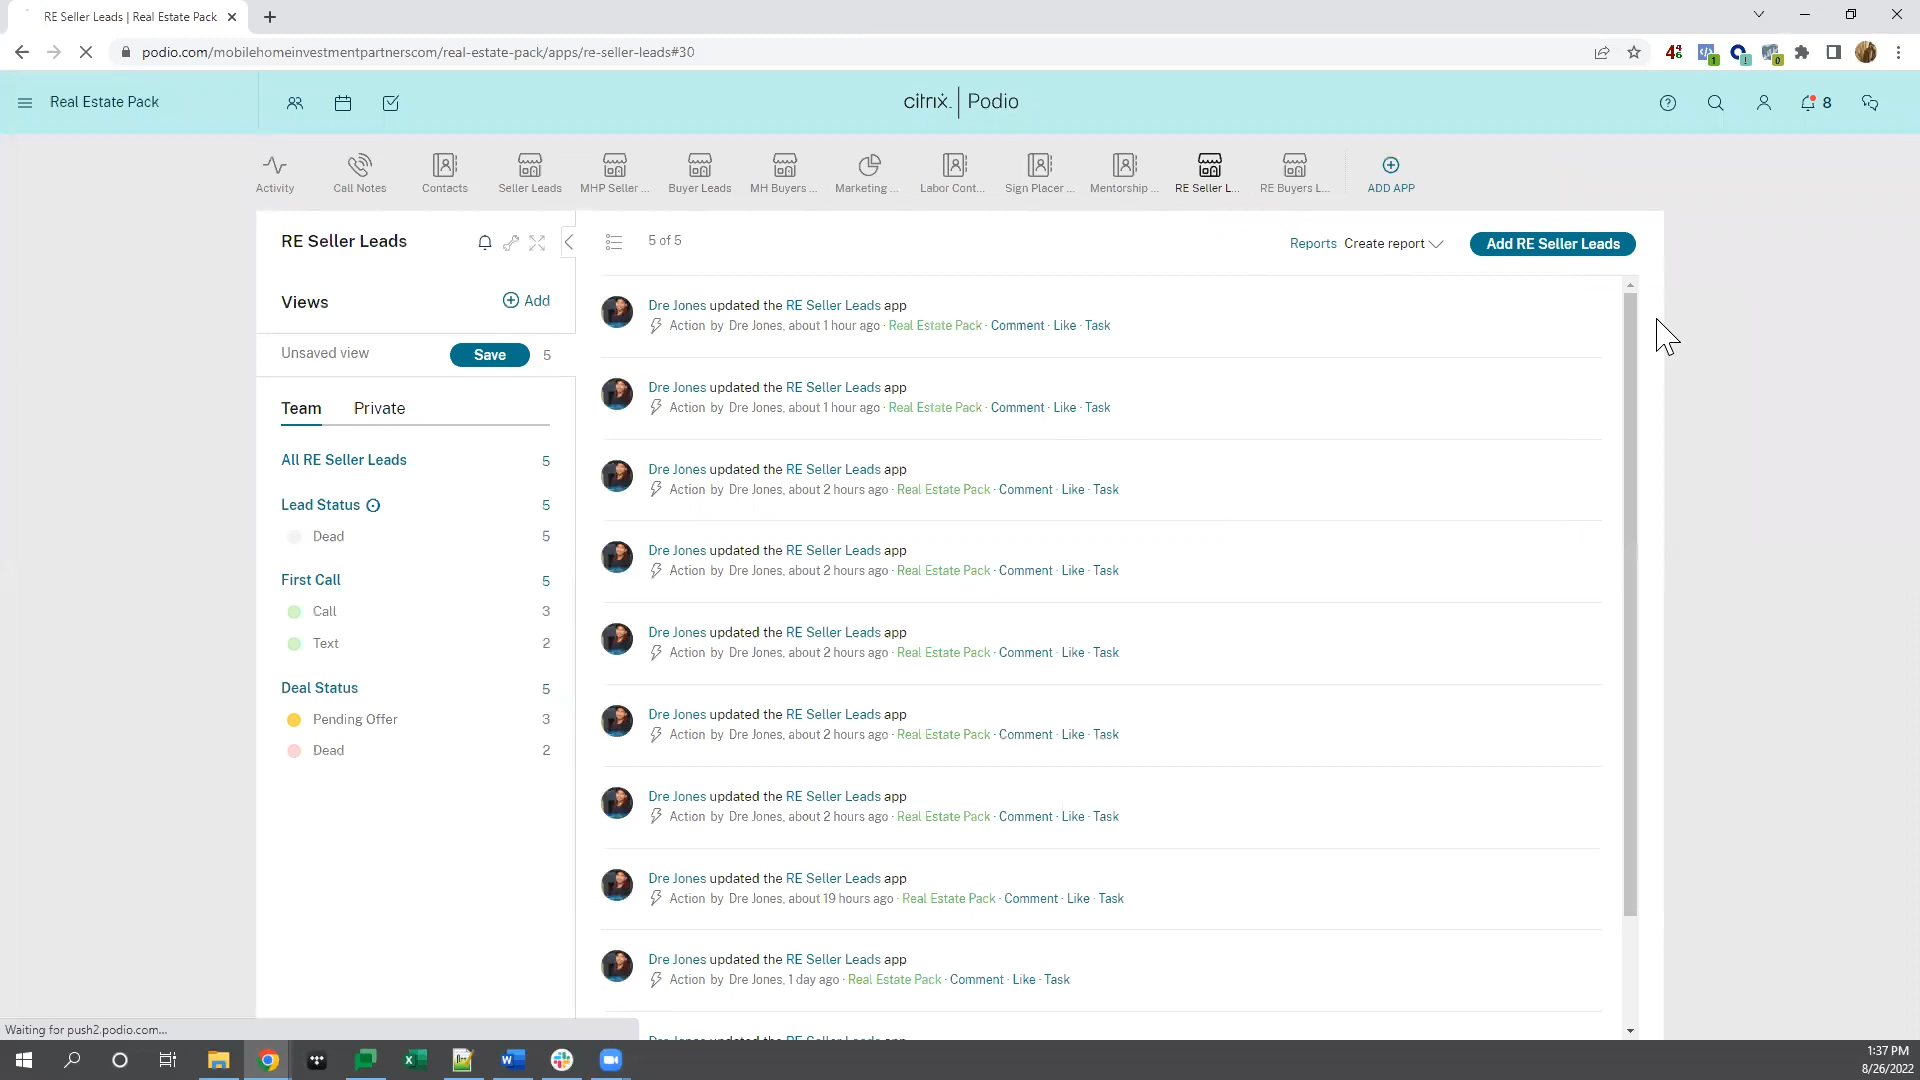 RE Seller Leads | Real Estate Pack
podio.com/mobilehomeinvestmentpartnerscom/real-estate-pack/apps/re-seller-leads#30
Real Estate Pack
citrix | Podio
8
Activity
Call Notes
Contacts
Seller Leads
MHP Seller ...
Buyer Leads
MH Buyers ...
Marketing ...
Labor Cont...
Sign Placer ...
Mentorship ...
RE Seller L...
RE Buyers L...
ADD APP
RE Seller Leads
5 of 5
Reports Create report
Add RE Seller Leads
Views
Add
Unsaved view
Save
5
Team
Private
All RE Seller Leads 5
Lead Status 5
Dead 5
First Call 5
Call 3
Text 2
Deal Status 5
Pending Offer 3
Dead 2
Dre Jones updated the RE Seller Leads app
Action by Dre Jones, about 1 hour ago · Real Estate Pack · Comment · Like · Task
Dre Jones updated the RE Seller Leads app
Action by Dre Jones, about 1 hour ago · Real Estate Pack · Comment · Like · Task
Dre Jones updated the RE Seller Leads app
Action by Dre Jones, about 2 hours ago · Real Estate Pack · Comment · Like · Task
Dre Jones updated the RE Seller Leads app
Action by Dre Jones, about 2 hours ago · Real Estate Pack · Comment · Like · Task
Dre Jones updated the RE Seller Leads app
Action by Dre Jones, about 2 hours ago · Real Estate Pack · Comment · Like · Task
Dre Jones updated the RE Seller Leads app
Action by Dre Jones, about 2 hours ago · Real Estate Pack · Comment · Like · Task
Dre Jones updated the RE Seller Leads app
Action by Dre Jones, about 2 hours ago · Real Estate Pack · Comment · Like · Task
Dre Jones updated the RE Seller Leads app
Action by Dre Jones, about 19 hours ago · Real Estate Pack · Comment · Like · Task
Dre Jones updated the RE Seller Leads app
Action by Dre Jones, 1 day ago · Real Estate Pack · Comment · Like · Task
Waiting for push2.podio.com...
1:37 PM
8/26/2022